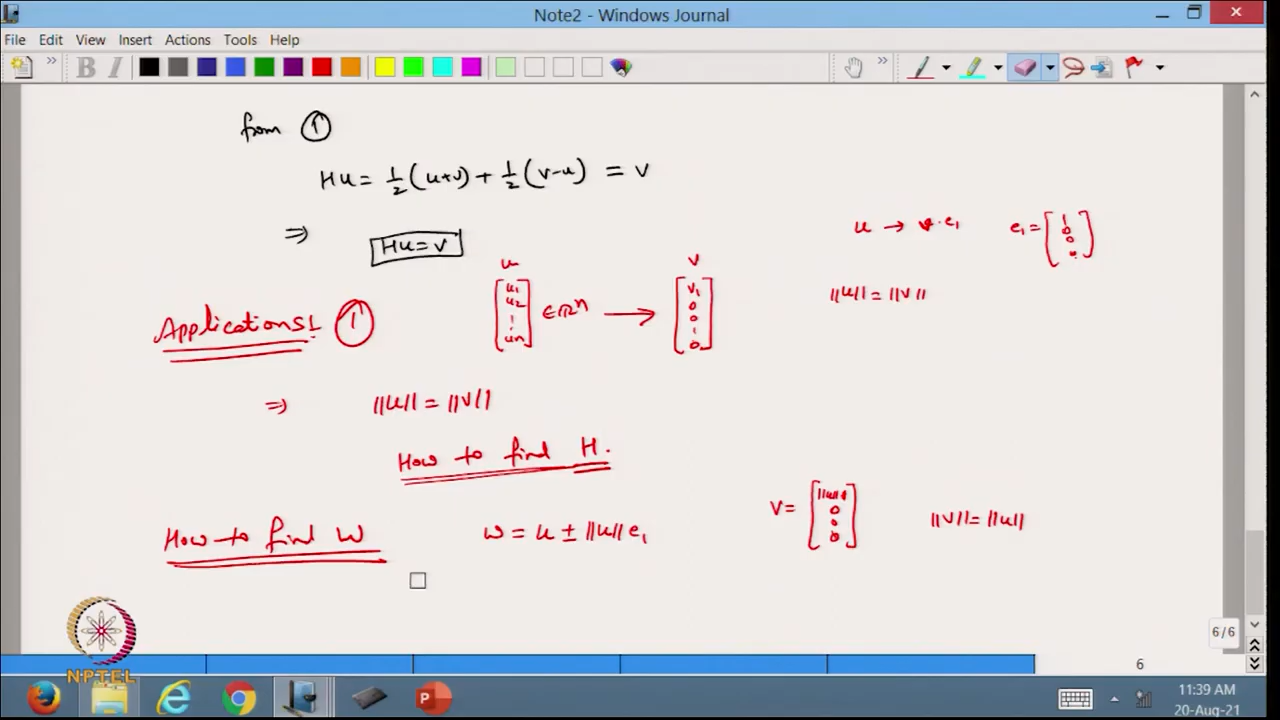 Note2 - Windows Journal
File Edit View Insert Actions Tools Help
from ①
Hu = 1/2 (u+v) + 1/2 (v-u) = v
⇒ Hu = v
u → v·e₁ e₁ = [1 0 0 :]
u v
[u₁ u₂ ⋮ un] ∈ ℝⁿ → [v₁ 0 0 ⋮ 0]
||u|| = ||v||
Applications ①
⇒ ||u|| = ||v||
How to find H.
How to find W
w = u ± ||u|| e₁
v = [||u|| 0 0 0] ||v|| = ||u||
6/6
NPTEL
6
11:39 AM
20-Aug-21